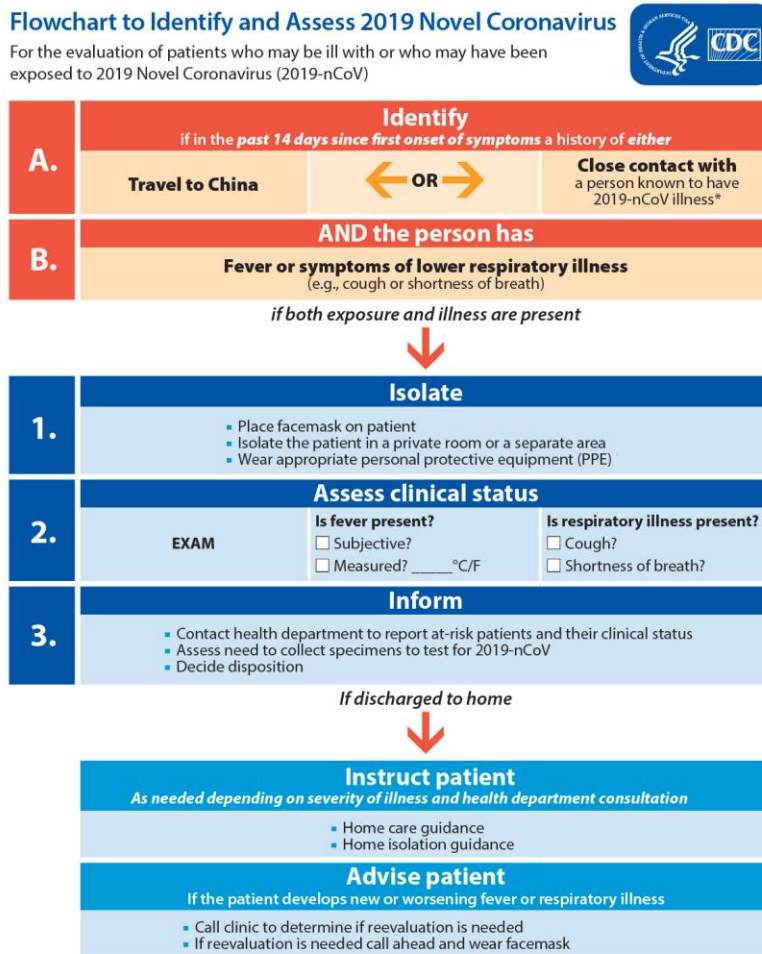 Flowchart to Identify and Assess 2019 Novel Coronavirus
For the evaluation of patients who may be ill with or who may have been
exposed to 2019 Novel Coronavirus (2019-nCoV)
CDC
A.
Identify
if in the past 14 days since first onset of symptoms a history of either
Travel to China
OR
Close contact with
a person known to have
2019-nCoV illness*
B.
AND the person has
Fever or symptoms of lower respiratory illness
(e.g., cough or shortness of breath)
if both exposure and illness are present
1.
Isolate
▪ Place facemask on patient
▪ Isolate the patient in a private room or a separate area
▪ Wear appropriate personal protective equipment (PPE)
2.
Assess clinical status
EXAM
Is fever present?
☐ Subjective?
☐ Measured? _____°C/F
Is respiratory illness present?
☐ Cough?
☐ Shortness of breath?
3.
Inform
▪ Contact health department to report at-risk patients and their clinical status
▪ Assess need to collect specimens to test for 2019-nCoV
▪ Decide disposition
If discharged to home
Instruct patient
As needed depending on severity of illness and health department consultation
▪ Home care guidance
▪ Home isolation guidance
Advise patient
If the patient develops new or worsening fever or respiratory illness
▪ Call clinic to determine if reevaluation is needed
▪ If reevaluation is needed call ahead and wear facemask